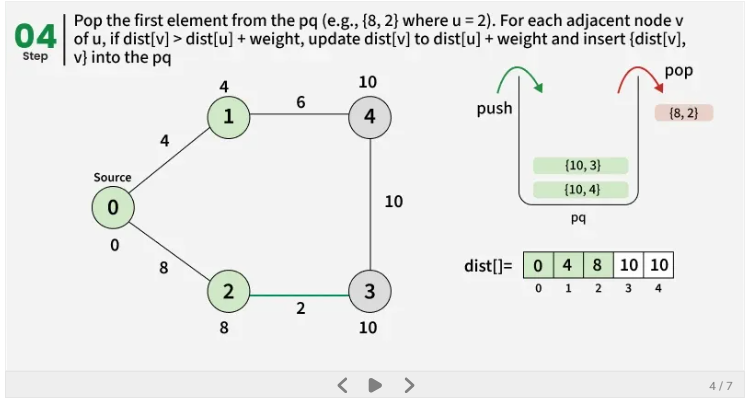 04
Step
Pop the first element from the pq (e.g., {8, 2} where u = 2). For each adjacent node v
of u, if dist[v] > dist[u] + weight, update dist[v] to dist[u] + weight and insert {dist[v],
v} into the pq
4
1
6
10
4
4
Source
0
0
8
10
2
8
2
3
10
push
pop
{8, 2}
{10, 3}
{10, 4}
pq
dist[]= 0 4 8 10 10
0 1 2 3 4
4 / 7